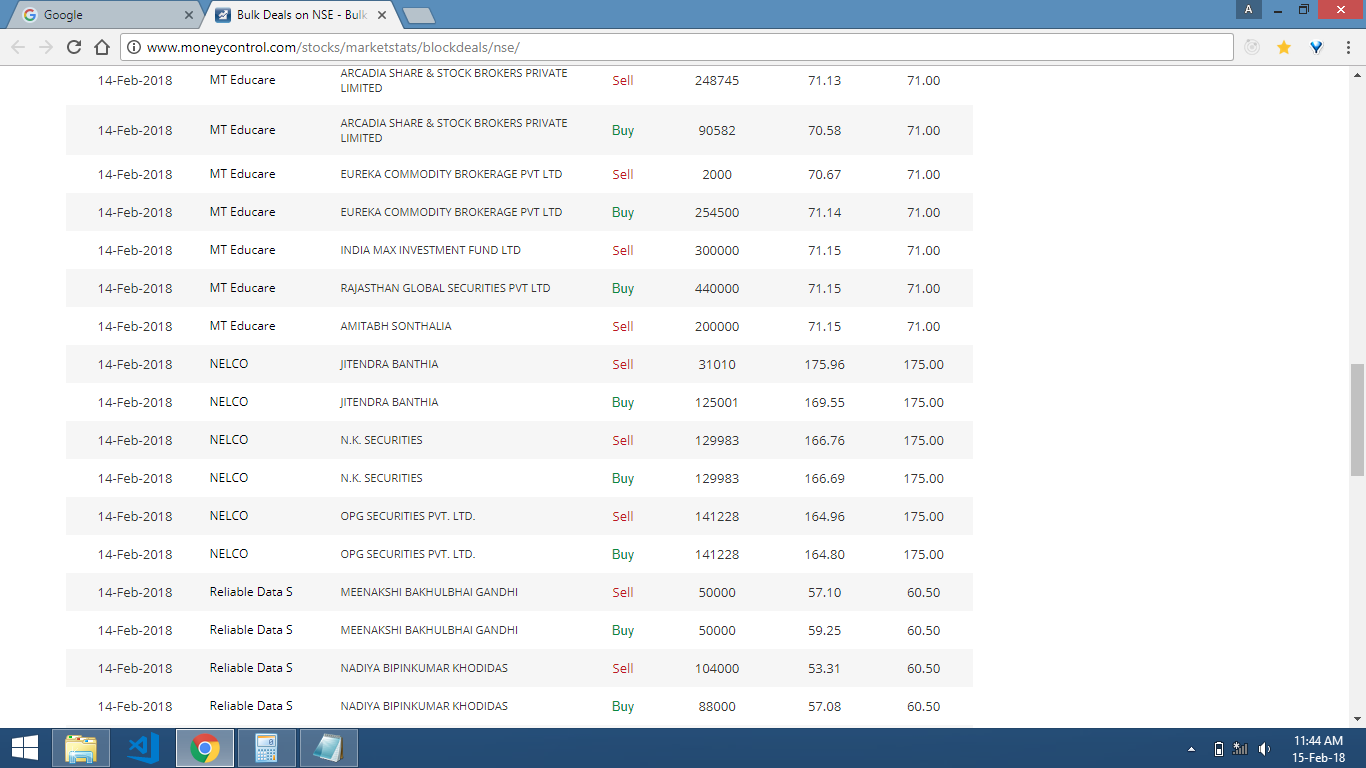 Google
Bulk Deals on NSE - Bulk
A
www.moneycontrol.com/stocks/marketstats/blockdeals/nse/
14-Feb-2018 MT Educare ARCADIA SHARE & STOCK BROKERS PRIVATE LIMITED Sell 248745 71.13 71.00
14-Feb-2018 MT Educare ARCADIA SHARE & STOCK BROKERS PRIVATE LIMITED Buy 90582 70.58 71.00
14-Feb-2018 MT Educare EUREKA COMMODITY BROKERAGE PVT LTD Sell 2000 70.67 71.00
14-Feb-2018 MT Educare EUREKA COMMODITY BROKERAGE PVT LTD Buy 254500 71.14 71.00
14-Feb-2018 MT Educare INDIA MAX INVESTMENT FUND LTD Sell 300000 71.15 71.00
14-Feb-2018 MT Educare RAJASTHAN GLOBAL SECURITIES PVT LTD Buy 440000 71.15 71.00
14-Feb-2018 MT Educare AMITABH SONTHALIA Sell 200000 71.15 71.00
14-Feb-2018 NELCO JITENDRA BANTHIA Sell 31010 175.96 175.00
14-Feb-2018 NELCO JITENDRA BANTHIA Buy 125001 169.55 175.00
14-Feb-2018 NELCO N.K. SECURITIES Sell 129983 166.76 175.00
14-Feb-2018 NELCO N.K. SECURITIES Buy 129983 166.69 175.00
14-Feb-2018 NELCO OPG SECURITIES PVT. LTD. Sell 141228 164.96 175.00
14-Feb-2018 NELCO OPG SECURITIES PVT. LTD. Buy 141228 164.80 175.00
14-Feb-2018 Reliable Data S MEENAKSHI BAKHULBHAI GANDHI Sell 50000 57.10 60.50
14-Feb-2018 Reliable Data S MEENAKSHI BAKHULBHAI GANDHI Buy 50000 59.25 60.50
14-Feb-2018 Reliable Data S NADIYA BIPINKUMAR KHODIDAS Sell 104000 53.31 60.50
14-Feb-2018 Reliable Data S NADIYA BIPINKUMAR KHODIDAS Buy 88000 57.08 60.50
11:44 AM
15-Feb-18